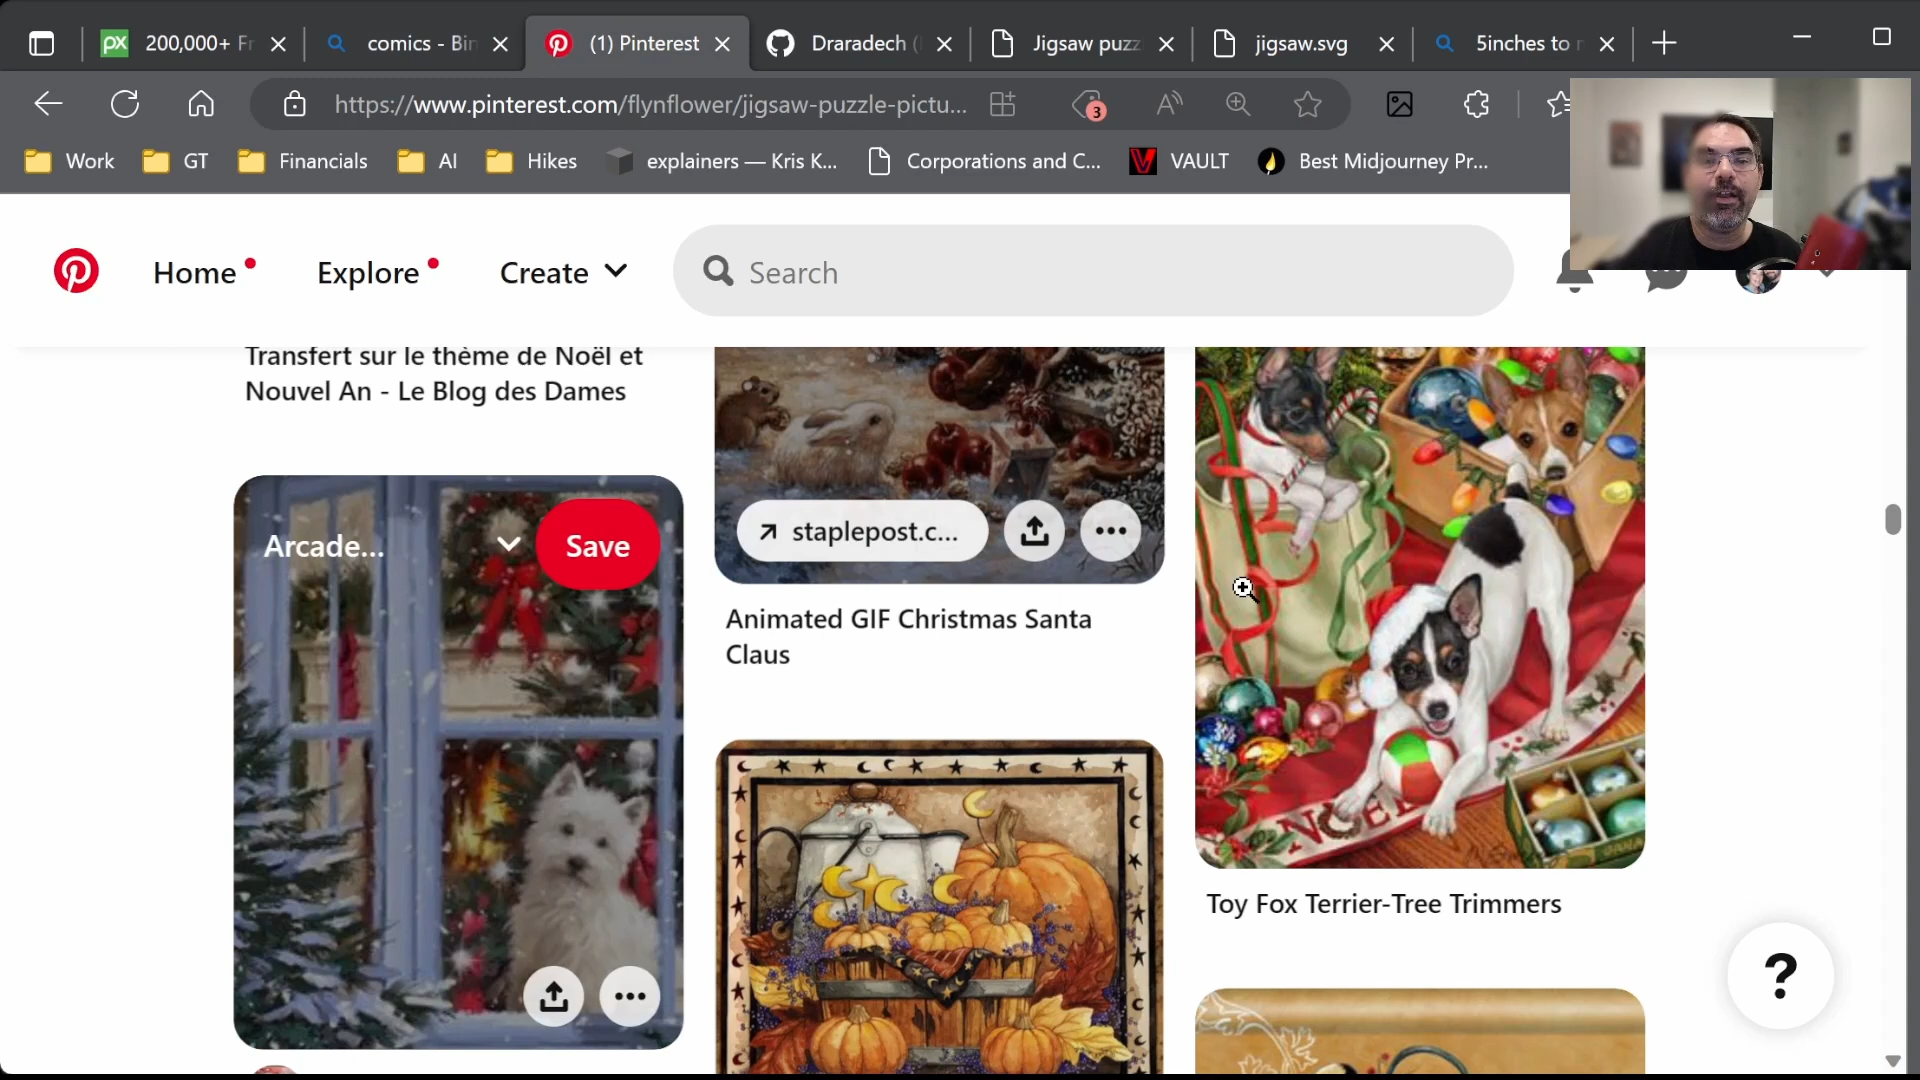 200,000+ Fr
comics - Bin
(1) Pinterest
Draradech (
Jigsaw puzz
jigsaw.svg
5inches to r
https://www.pinterest.com/flynflower/jigsaw-puzzle-pictu...
3
Work
GT
Financials
AI
Hikes
explainers — Kris K...
Corporations and C...
VAULT
Best Midjourney Pr...
Home
Explore
Create
Search
Transfert sur le thème de Noël et
Nouvel An - Le Blog des Dames
Arcade...
Save
staplepost.c...
Animated GIF Christmas Santa
Claus
NOEL
Toy Fox Terrier-Tree Trimmers
?